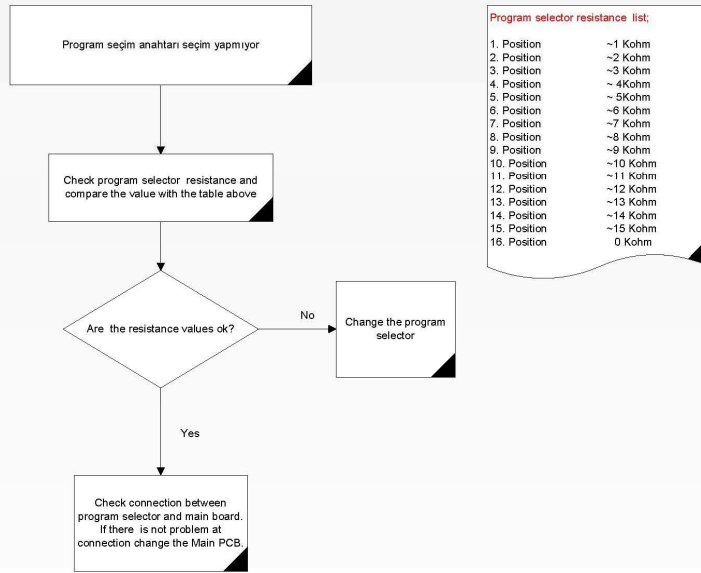 Program seçim anahtarı seçim yapmıyor
Check program selector resistance and
compare the value with the table above
Are the resistance values ok?
No
Change the program
selector
Yes
Check connection between
program selector and main board.
If there is not problem at
connection change the Main PCB.
Program selector resistance list;
1. Position ~1 Kohm
2. Position ~2 Kohm
3. Position ~3 Kohm
4. Position ~ 4Kohm
5. Position ~ 5Kohm
6. Position ~6 Kohm
7. Position ~7 Kohm
8. Position ~8 Kohm
9. Position ~9 Kohm
10. Position ~10 Kohm
11. Position ~11 Kohm
12. Position ~12 Kohm
13. Position ~13 Kohm
14. Position ~14 Kohm
15. Position ~15 Kohm
16. Position 0 Kohm